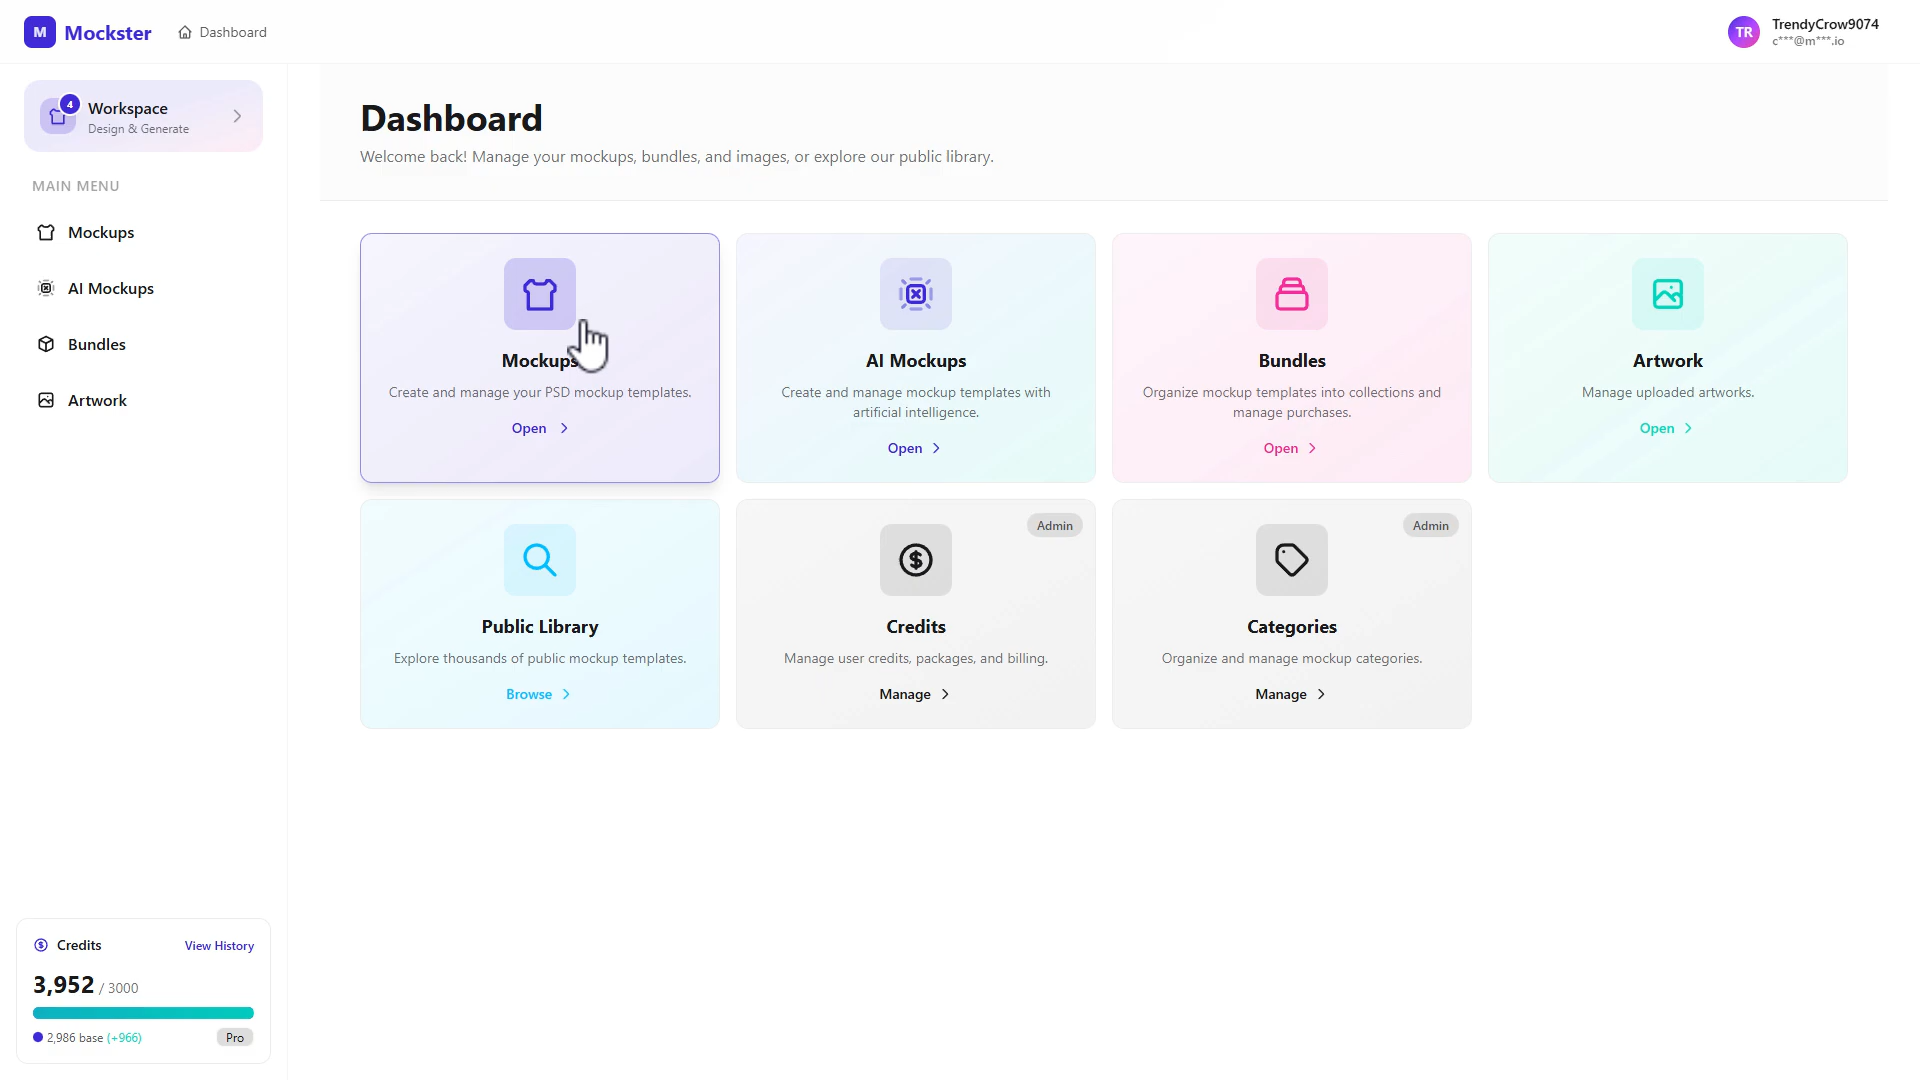 M Mockster
Dashboard
TR
TrendyCrow9074
c***@m***.io
4
Workspace
Design & Generate
MAIN MENU
Mockups
AI Mockups
Bundles
Artwork
Credits
View History
3,952 / 3000
2,986 base (+966)
Pro
Dashboard
Welcome back! Manage your mockups, bundles, and images, or explore our public library.
Mockups
Create and manage your PSD mockup templates.
Open
AI Mockups
Create and manage mockup templates with
artificial intelligence.
Open
Bundles
Organize mockup templates into collections and
manage purchases.
Open
Artwork
Manage uploaded artworks.
Open
Public Library
Explore thousands of public mockup templates.
Browse
Admin
Credits
Manage user credits, packages, and billing.
Manage
Admin
Categories
Organize and manage mockup categories.
Manage